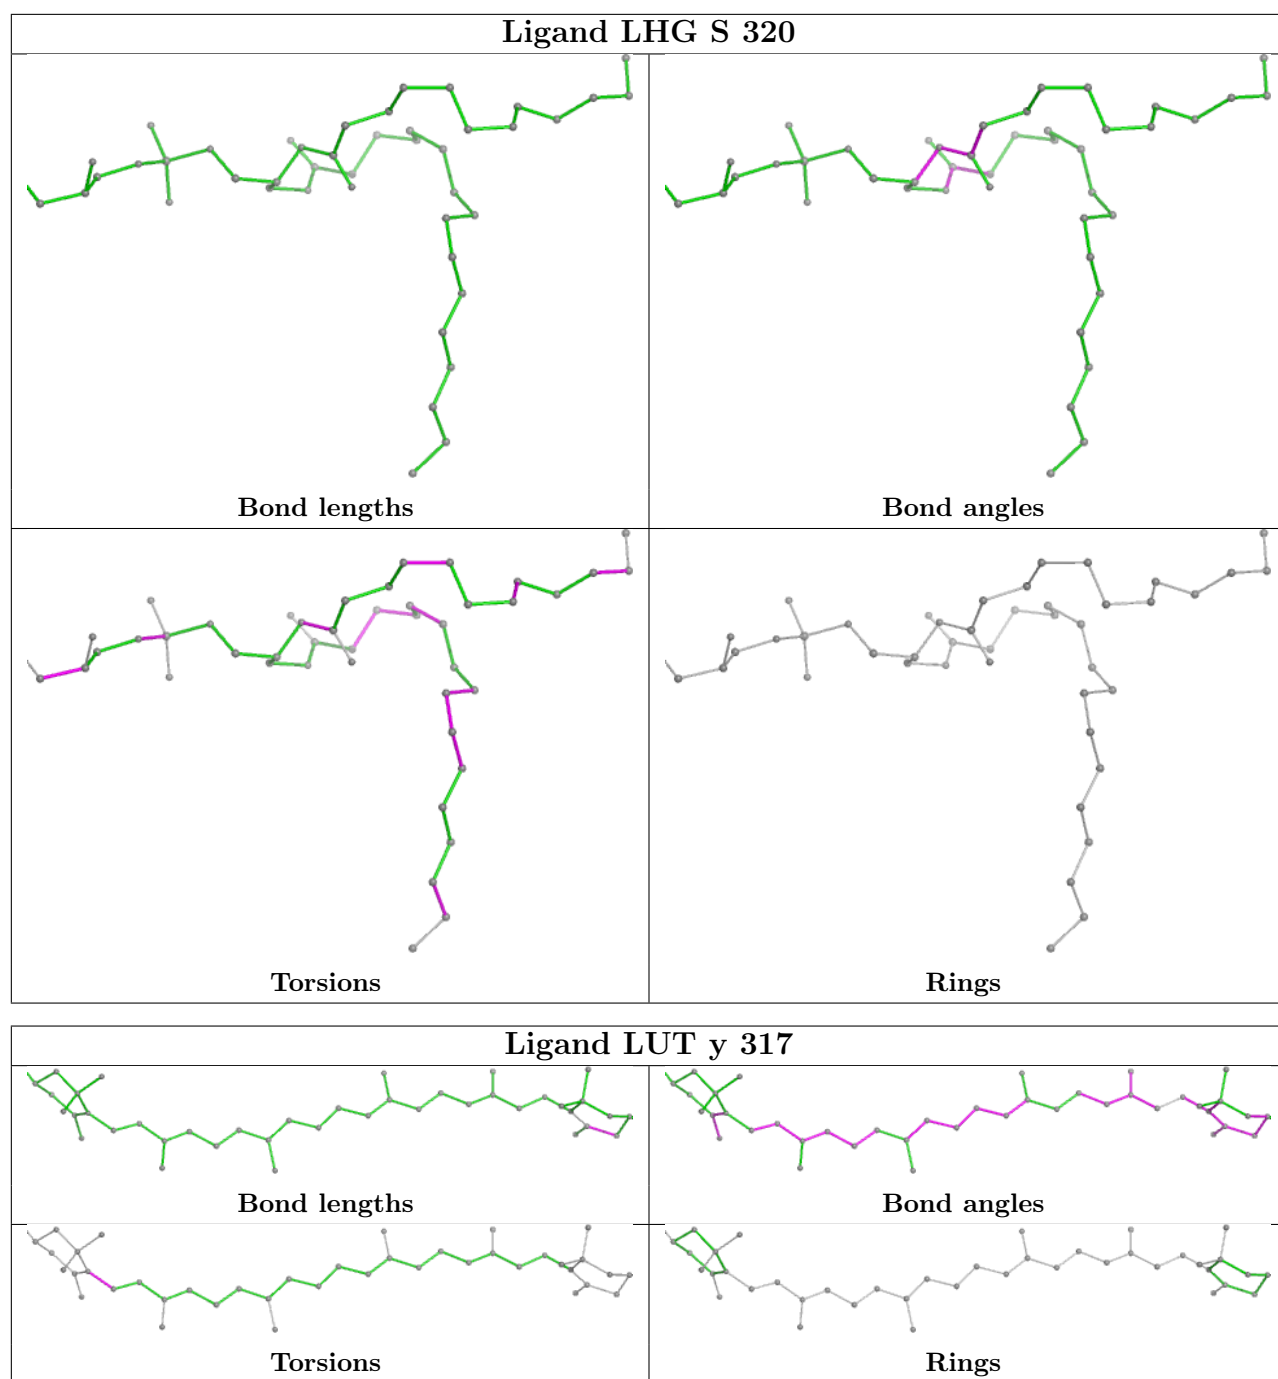 Ligand LHG S 320
Bond lengths
Bond angles
Torsions
Rings
Ligand LUT y 317
Bond lengths
Bond angles
Torsions
Rings